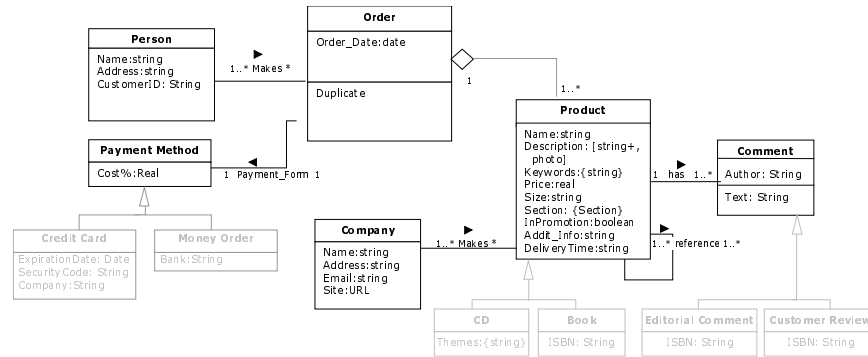 Person
Name:string
Address:string
CustomerID: String
1..* Makes *
Order
Order_Date:date
Duplicate
1
1..*
Payment Method
Cost%:Real
1 Payment_Form 1
Credit Card
ExpirationDate: Date
SecurityCode: String
Company:String
Money Order
Bank:String
Company
Name:string
Address:string
Email:string
Site:URL
1..* Makes *
Product
Name:string
Description: [string+,
photo]
Keywords:{string}
Price:real
Size:string
Section: {Section}
InPromotion:boolean
Addit_Info:string
DeliveryTime:string
1 has 1..*
1..* reference 1..*
Comment
Author: String
Text: String
CD
Themes:{string}
Book
ISBN: String
Editorial Comment
ISBN: String
Customer Review
ISBN: String